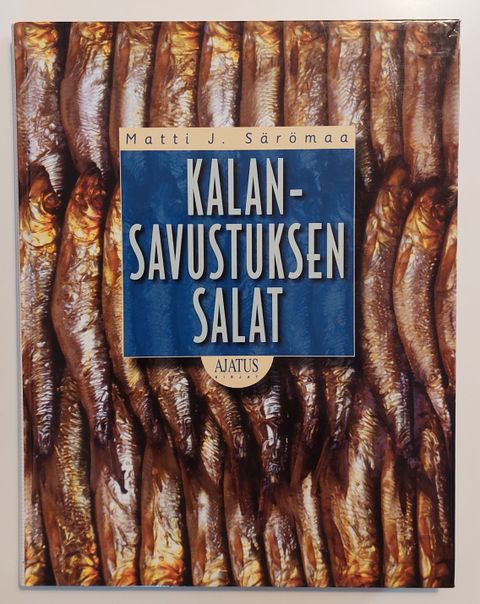 Matti J. Särömaa
KALAN-
SAVUSTUKSEN
SALAT
AJATUS
KIRJAT